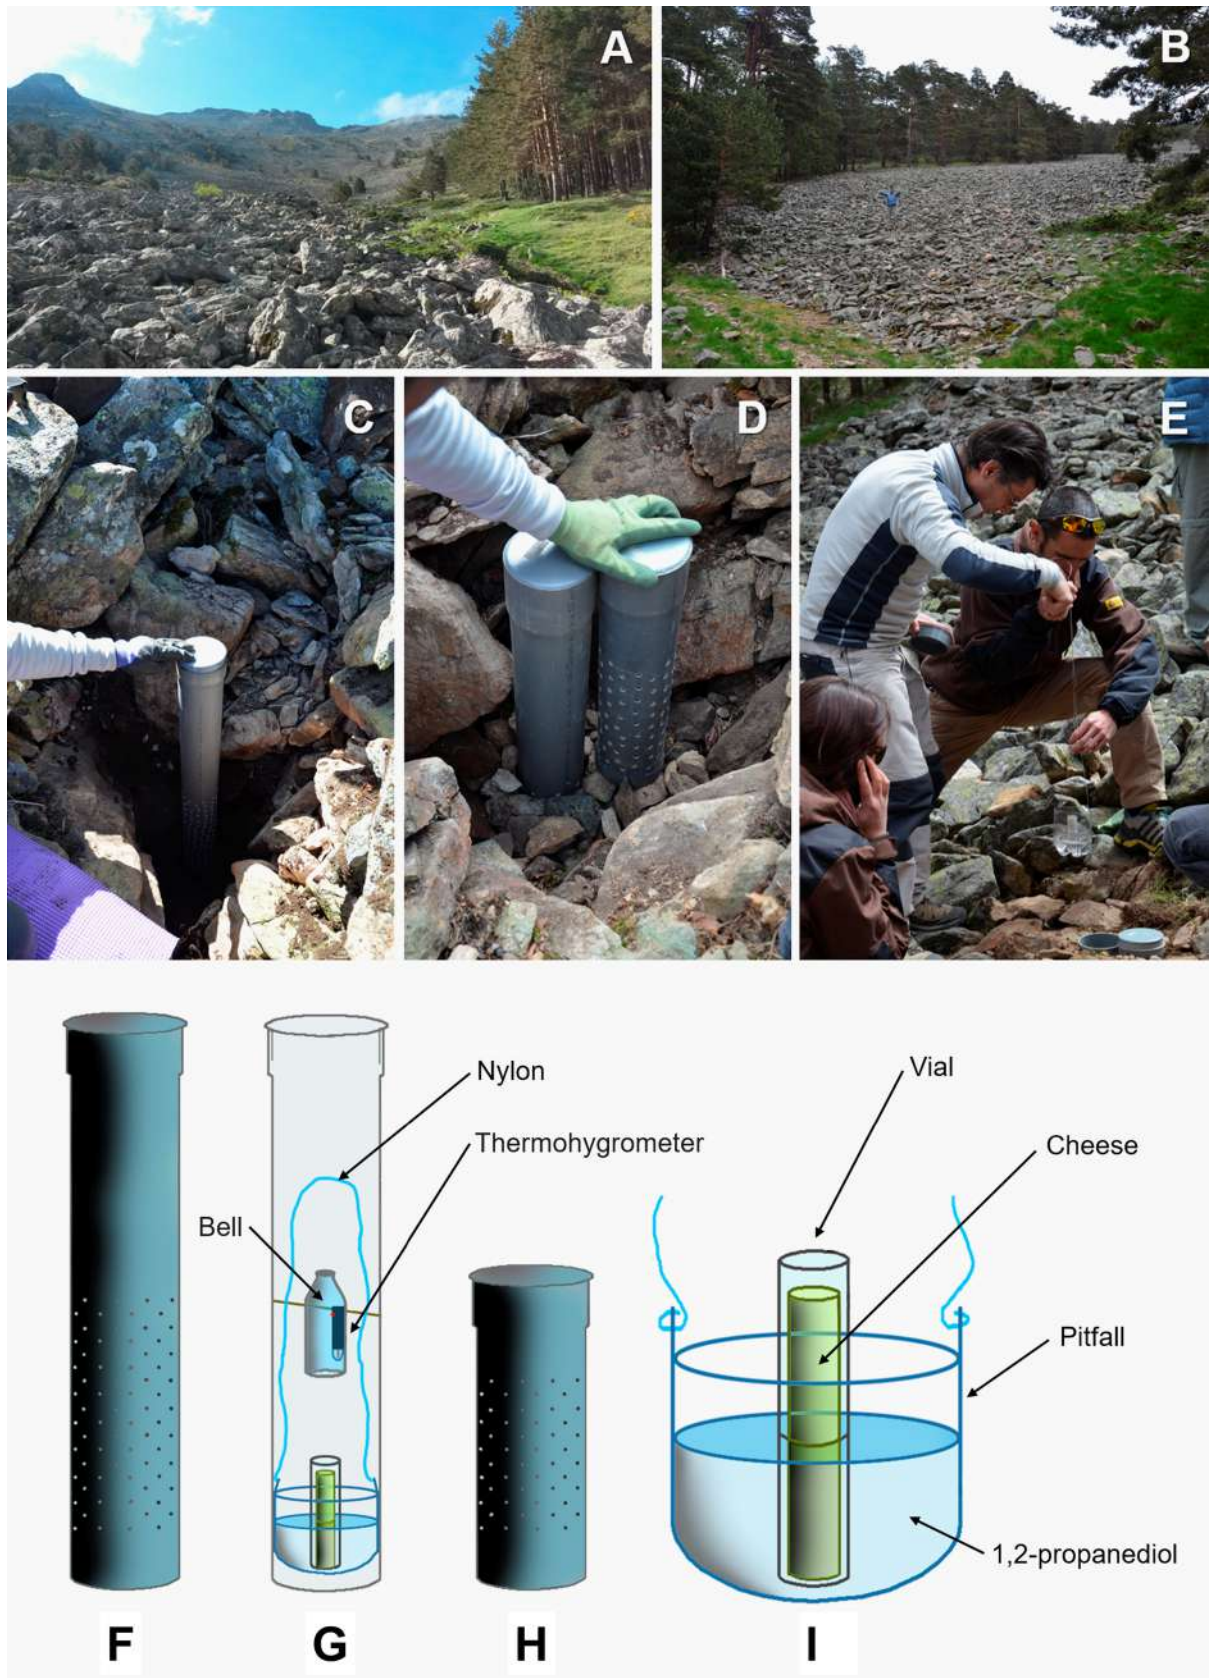 A
B
C
D
E
Nylon
Vial
Thermohygrometer
Cheese
Bell
Pitfall
1,2-propanediol
F
G
H
I